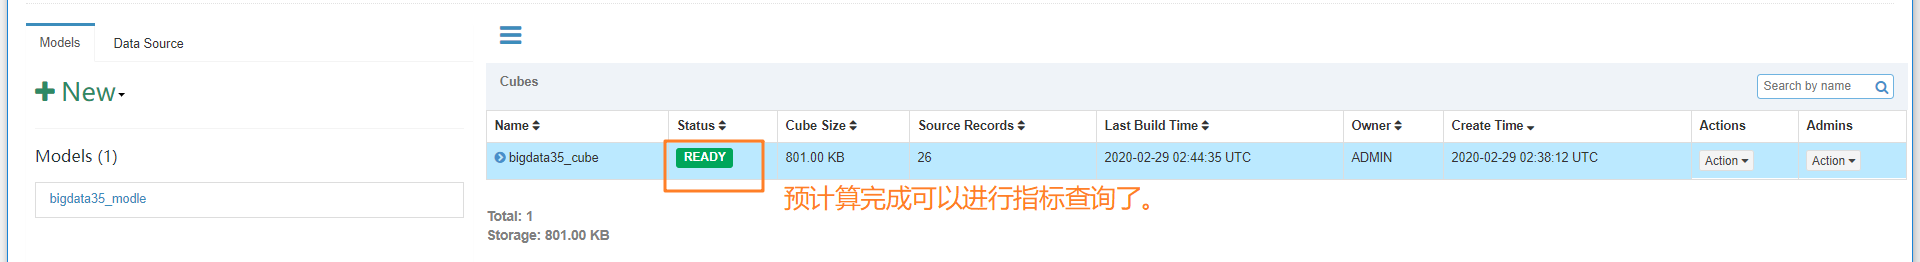 Models Data Source
New
Models (1)
bigdata35_modle
Cubes
Search by name
Name Status Cube Size Source Records Last Build Time Owner Create Time Actions Admins
bigdata35_cube READY 801.00 KB 26 2020-02-29 02:44:35 UTC ADMIN 2020-02-29 02:38:12 UTC Action Action
预计算完成可以进行指标查询了。
Total: 1
Storage: 801.00 KB